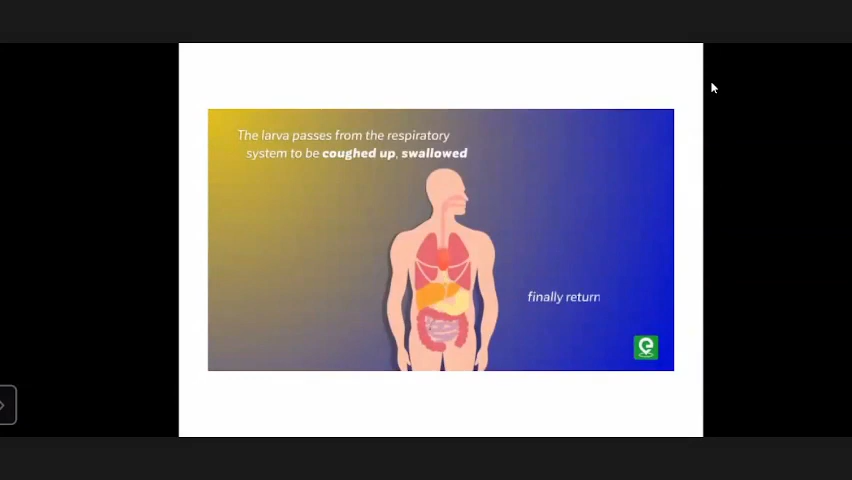 The larva passes from the respiratory
system to be coughed up, swallowed
finally return